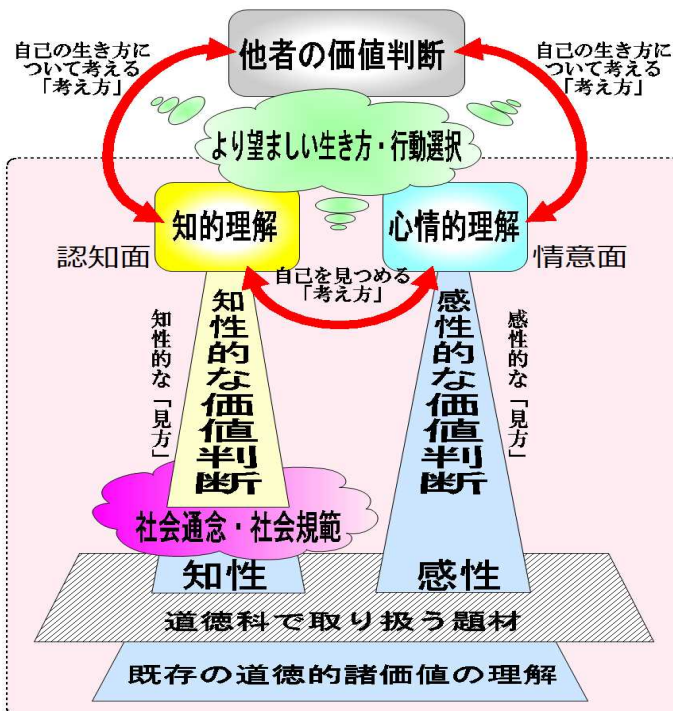 他者の価値判断
自己の生き方に
ついて考える
「考え方」
自己の生き方に
ついて考える
「考え方」
より望ましい生き方・行動選択
知的理解
心情的理解
認知面
情意面
自己を見つめる
「考え方」
知性的な「見方」
知性的な価値判断
感性的な価値判断
感性的な「見方」
社会通念・社会規範
知性
感性
道徳科で取り扱う題材
既存の道徳的諸価値の理解